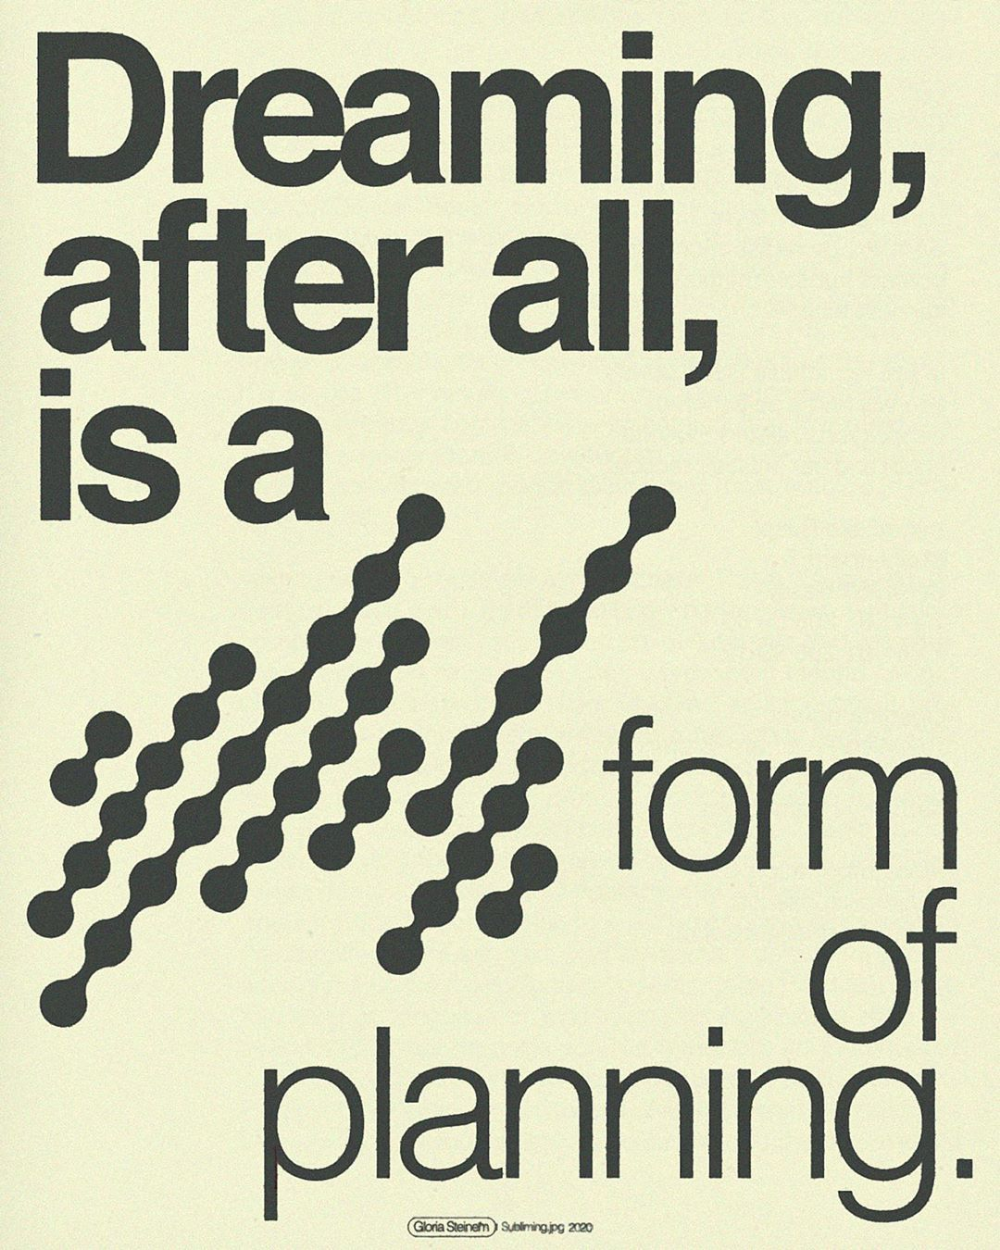 Dreaming,
after all,
is a
form
of
planning.
Gloria Steinem Subliming.jpg 2020